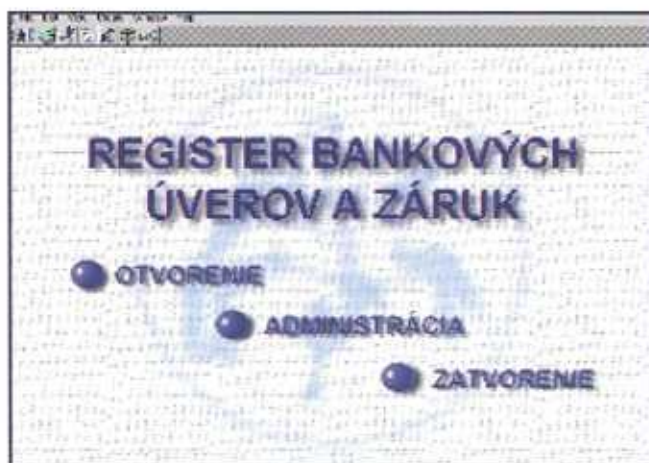 REGISTER BANKOVÝCH
ÚVEROV A ZÁRUK
OTVORENIE
ADMINISTRÁCIA
ZATVORENIE